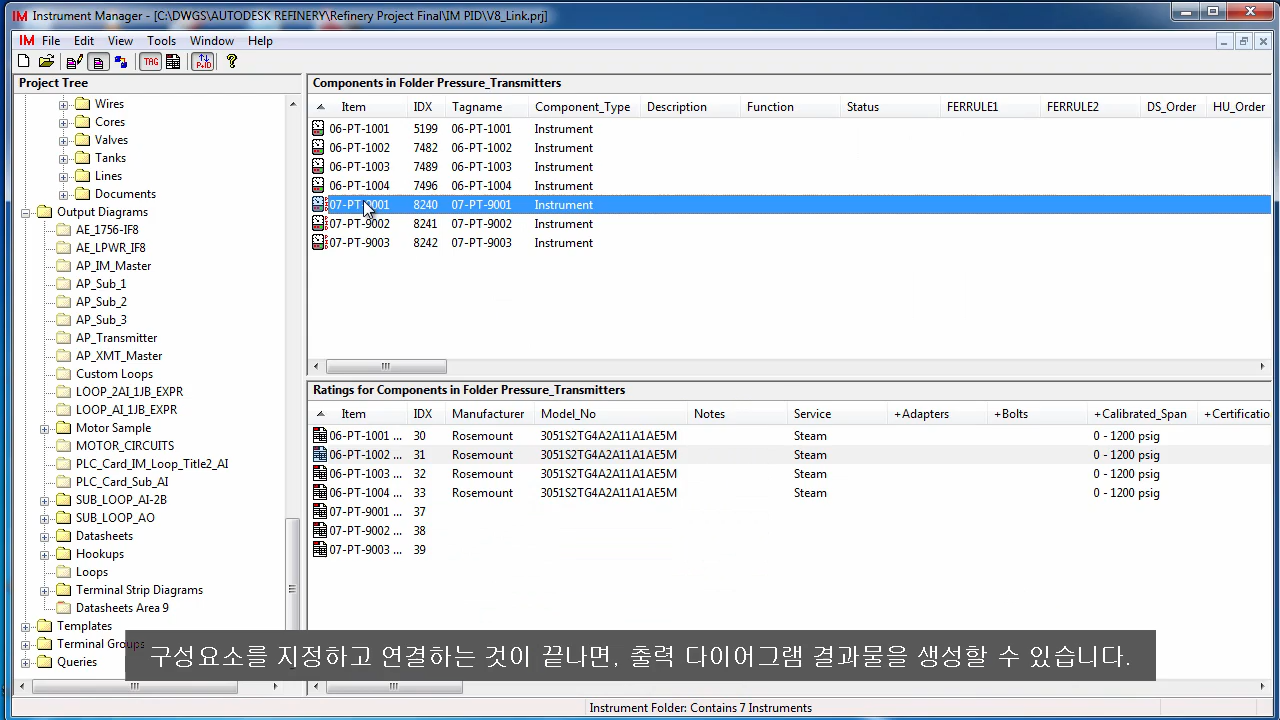 Instrument Manager - [C:\DWGS\AUTODESK REFINERY\Refinery Project Final\IM PID\V8_Link.prj]
IM File Edit View Tools Window Help
TAG
P&ID
Project Tree
Wires
Cores
Valves
Tanks
Lines
Documents
Output Diagrams
AE_1756-IF8
AE_LPWR_IF8
AP_IM_Master
AP_Sub_1
AP_Sub_2
AP_Sub_3
AP_Transmitter
AP_XMT_Master
Custom Loops
LOOP_2AI_1JB_EXPR
LOOP_AI_1JB_EXPR
Motor Sample
MOTOR_CIRCUITS
PLC_Card_IM_Loop_Title2_AI
PLC_Card_Sub_AI
SUB_LOOP_AI-2B
SUB_LOOP_AO
Datasheets
Hookups
Loops
Terminal Strip Diagrams
Datasheets Area 9
Templates
Terminal Groups
Queries
Components in Folder Pressure_Transmitters
Item IDX Tagname Component_Type Description Function Status FERRULE1 FERRULE2 DS_Order HU_Order
06-PT-1001 5199 06-PT-1001 Instrument
06-PT-1002 7482 06-PT-1002 Instrument
06-PT-1003 7489 06-PT-1003 Instrument
06-PT-1004 7496 06-PT-1004 Instrument
07-PT-9001 8240 07-PT-9001 Instrument
07-PT-9002 8241 07-PT-9002 Instrument
07-PT-9003 8242 07-PT-9003 Instrument
Ratings for Components in Folder Pressure_Transmitters
Item IDX Manufacturer Model_No Notes Service +Adapters +Bolts +Calibrated_Span +Certificatio
06-PT-1001 ... 30 Rosemount 3051S2TG4A2A11A1AE5M Steam 0 - 1200 psig
06-PT-1002 ... 31 Rosemount 3051S2TG4A2A11A1AE5M Steam 0 - 1200 psig
06-PT-1003 ... 32 Rosemount 3051S2TG4A2A11A1AE5M Steam 0 - 1200 psig
06-PT-1004 ... 33 Rosemount 3051S2TG4A2A11A1AE5M Steam 0 - 1200 psig
07-PT-9001 ... 37
07-PT-9002 ... 38
07-PT-9003 ... 39
구성요소를 지정하고 연결하는 것이 끝나면, 출력 다이어그램 결과물을 생성할 수 있습니다.
Instrument Folder: Contains 7 Instruments